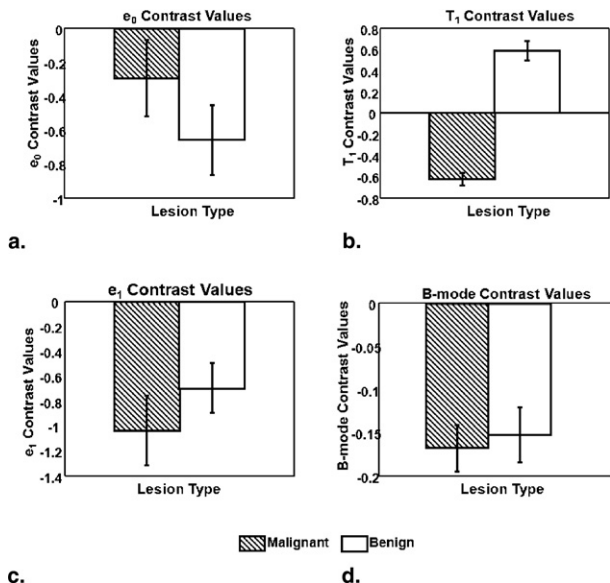 e₀ Contrast Values
0
-0.2
-0.4
-0.6
-0.8
-1
e₀ Contrast Values
Lesion Type
a.
T₁ Contrast Values
0.8
0.6
0.4
0.2
0
-0.2
-0.4
-0.6
-0.8
T₁ Contrast Values
Lesion Type
b.
e₁ Contrast Values
0
-0.2
-0.4
-0.6
-0.8
-1
-1.2
-1.4
e₁ Contrast Values
Lesion Type
B-mode Contrast Values
0
-0.05
-0.1
-0.15
-0.2
B-mode Contrast Values
Lesion Type
Malignant Benign
c.
d.